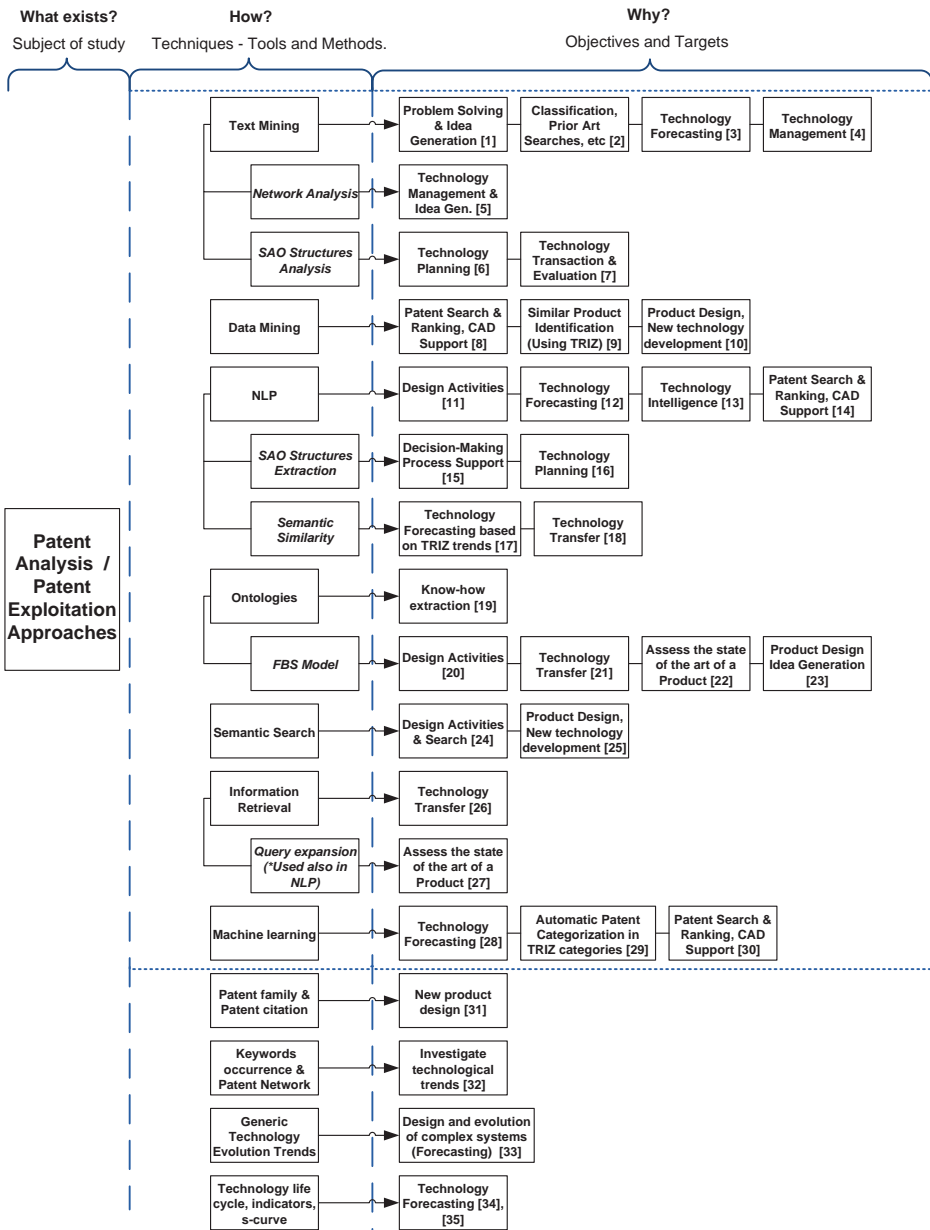 What exists?
How?
Why?
Subject of study
Techniques - Tools and Methods.
Objectives and Targets
Text Mining
Problem Solving
& Idea
Generation [1]
Classification,
Prior Art
Searches, etc [2]
Technology
Forecasting [3]
Technology
Management [4]
Network Analysis
Technology
Management &
Idea Gen. [5]
SAO Structures
Analysis
Technology
Planning [6]
Technology
Transaction &
Evaluation [7]
Data Mining
Patent Search &
Ranking, CAD
Support [8]
Similar Product
Identification
(Using TRIZ) [9]
Product Design,
New technology
development [10]
NLP
Design Activities
[11]
Technology
Forecasting [12]
Technology
Intelligence [13]
Patent Search &
Ranking, CAD
Support [14]
SAO Structures
Extraction
Decision-Making
Process Support
[15]
Technology
Planning [16]
Semantic
Similarity
Technology
Forecasting based
on TRIZ trends [17]
Technology
Transfer [18]
Patent
Analysis /
Patent
Exploitation
Approaches
Ontologies
Know-how
extraction [19]
FBS Model
Design Activities
[20]
Technology
Transfer [21]
Assess the state
of the art of a
Product [22]
Product Design
Idea Generation
[23]
Semantic Search
Design Activities
& Search [24]
Product Design,
New technology
development [25]
Information
Retrieval
Technology
Transfer [26]
Query expansion
(*Used also in
NLP)
Assess the state
of the art of a
Product [27]
Machine learning
Technology
Forecasting [28]
Automatic Patent
Categorization in
TRIZ categories [29]
Patent Search &
Ranking, CAD
Support [30]
Patent family &
Patent citation
New product
design [31]
Keywords
occurrence &
Patent Network
Investigate
technological
trends [32]
Generic
Technology
Evolution Trends
Design and evolution
of complex systems
(Forecasting) [33]
Technology life
cycle, indicators,
s-curve
Technology
Forecasting [34],
[35]